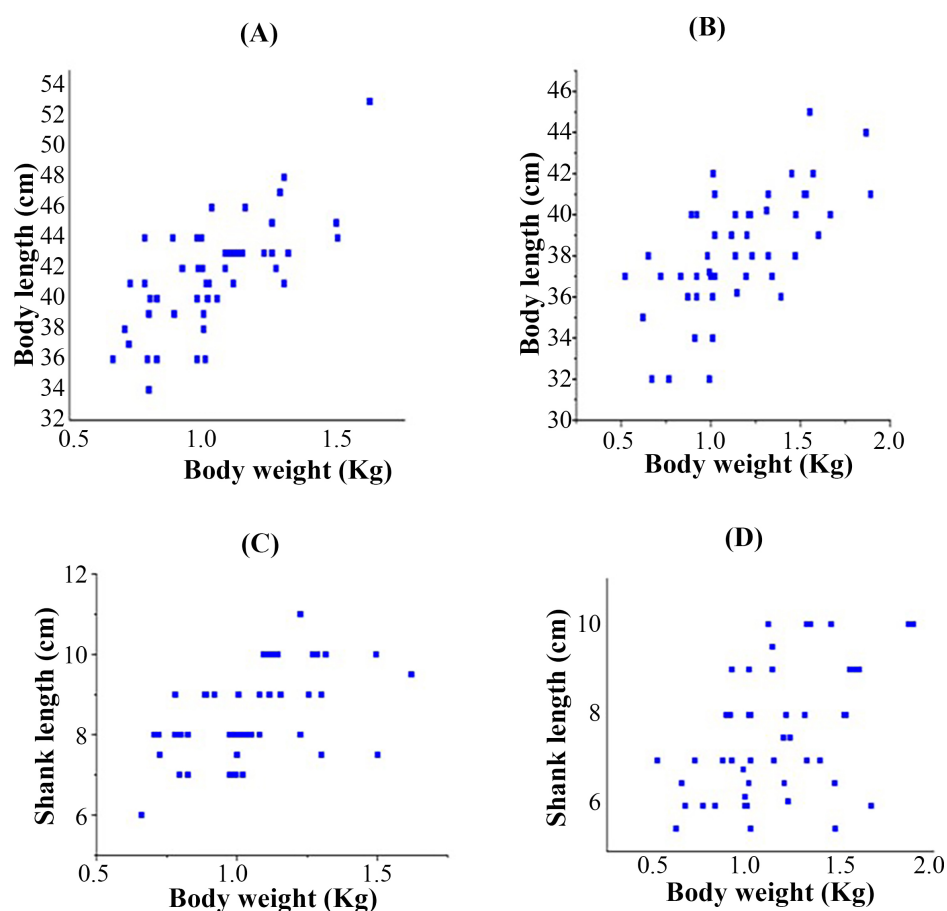 (A)
54
52
50
48
46
44
42
40
38
36
34
32
Body length (cm)
0.5 1.0 1.5
Body weight (Kg)
(B)
46
44
42
40
38
36
34
32
30
Body length (cm)
0.5 1.0 1.5 2.0
Body weight (Kg)
(C)
12
10
8
6
Shank length (cm)
0.5 1.0 1.5
Body weight (Kg)
(D)
10
8
6
Shank length (cm)
0.5 1.0 1.5 2.0
Body weight (Kg)